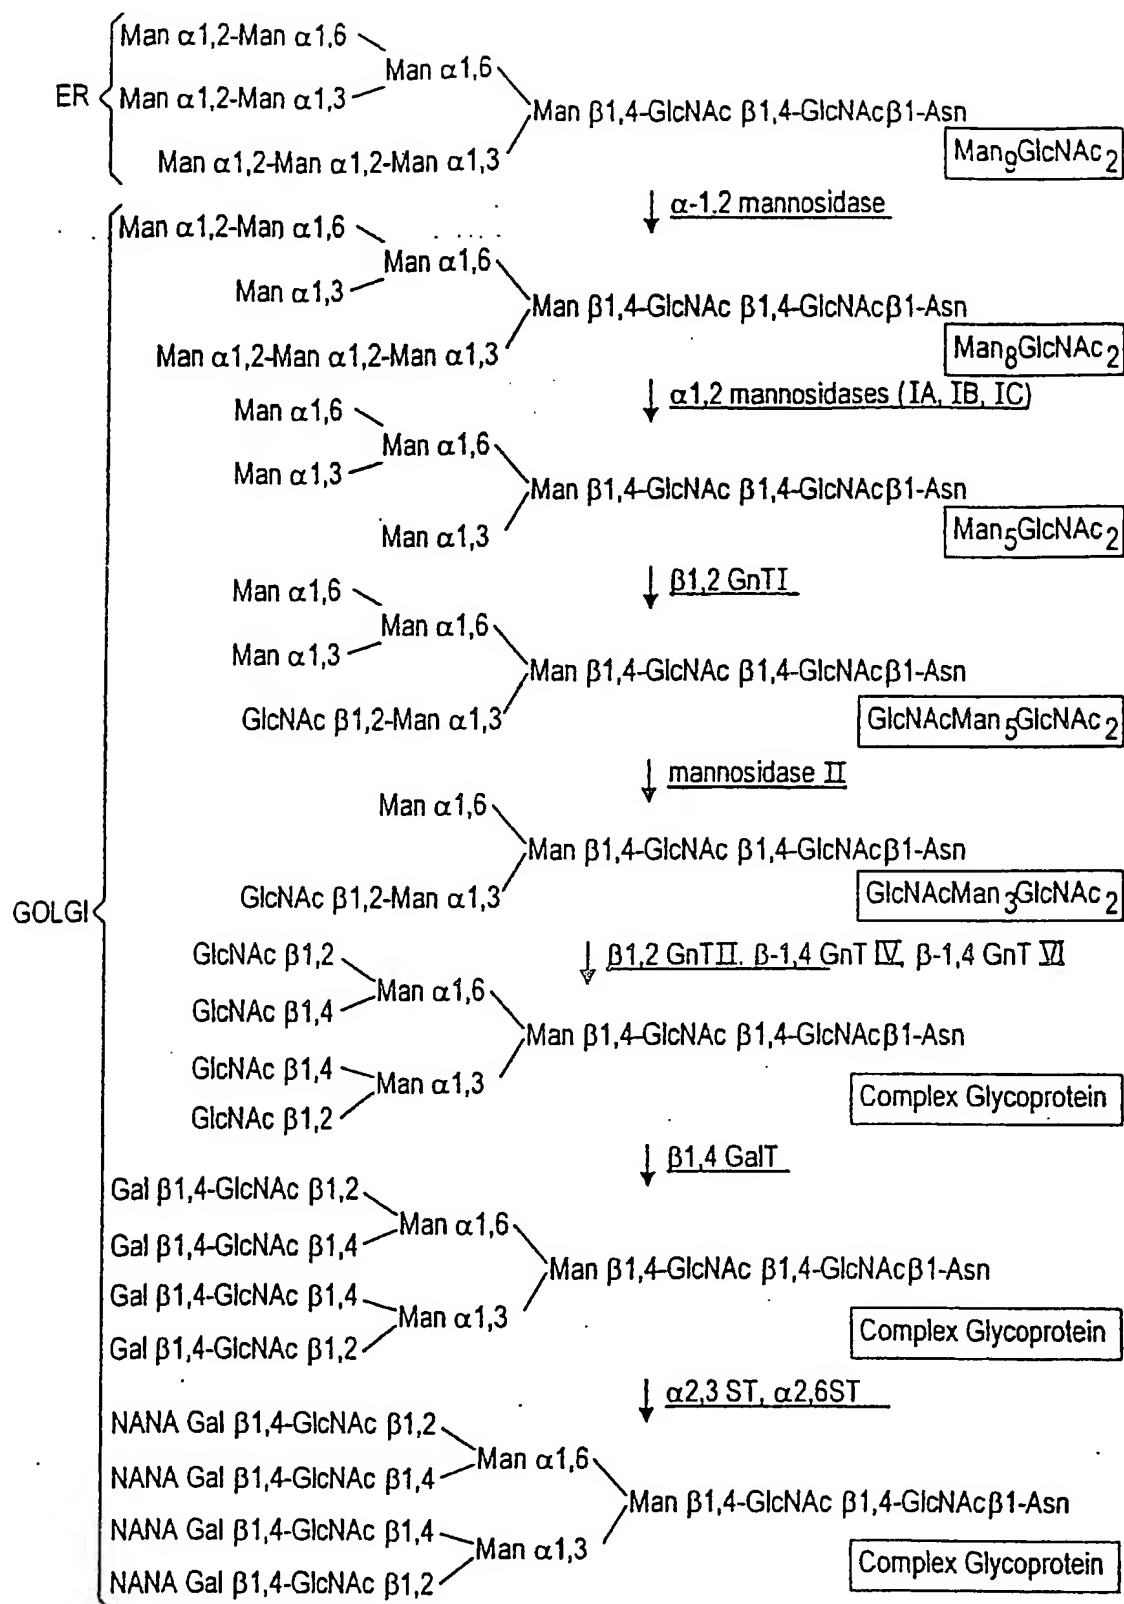 Man α1,2-Man α1,6
Man α1,6
ER
Man α1,2-Man α1,3
Man β1,4-GlcNAc β1,4-GlcNAcβ1-Asn
Man α1,2-Man α1,2-Man α1,3
Man9GlcNAc2
α-1,2 mannosidase
Man α1,2-Man α1,6
Man α1,6
Man α1,3
Man β1,4-GlcNAc β1,4-GlcNAcβ1-Asn
Man α1,2-Man α1,2-Man α1,3
Man8GlcNAc2
α1,2 mannosidases (IA, IB, IC)
Man α1,6
Man α1,6
Man α1,3
Man β1,4-GlcNAc β1,4-GlcNAcβ1-Asn
Man α1,3
Man5GlcNAc2
β1,2 GnTI
Man α1,6
Man α1,6
Man α1,3
Man β1,4-GlcNAc β1,4-GlcNAcβ1-Asn
GlcNAc β1,2-Man α1,3
GlcNAcMan5GlcNAc2
mannosidase II
Man α1,6
Man β1,4-GlcNAc β1,4-GlcNAcβ1-Asn
GlcNAc β1,2-Man α1,3
GlcNAcMan3GlcNAc2
GOLGI
β1,2 GnTII. β-1,4 GnT IV, β-1,4 GnT VI
GlcNAc β1,2
Man α1,6
GlcNAc β1,4
Man β1,4-GlcNAc β1,4-GlcNAcβ1-Asn
GlcNAc β1,4
Man α1,3
GlcNAc β1,2
Complex Glycoprotein
β1,4 GalT
Gal β1,4-GlcNAc β1,2
Man α1,6
Gal β1,4-GlcNAc β1,4
Man β1,4-GlcNAc β1,4-GlcNAcβ1-Asn
Gal β1,4-GlcNAc β1,4
Man α1,3
Gal β1,4-GlcNAc β1,2
Complex Glycoprotein
α2,3 ST, α2,6ST
NANA Gal β1,4-GlcNAc β1,2
Man α1,6
NANA Gal β1,4-GlcNAc β1,4
Man β1,4-GlcNAc β1,4-GlcNAcβ1-Asn
NANA Gal β1,4-GlcNAc β1,4
Man α1,3
NANA Gal β1,4-GlcNAc β1,2
Complex Glycoprotein